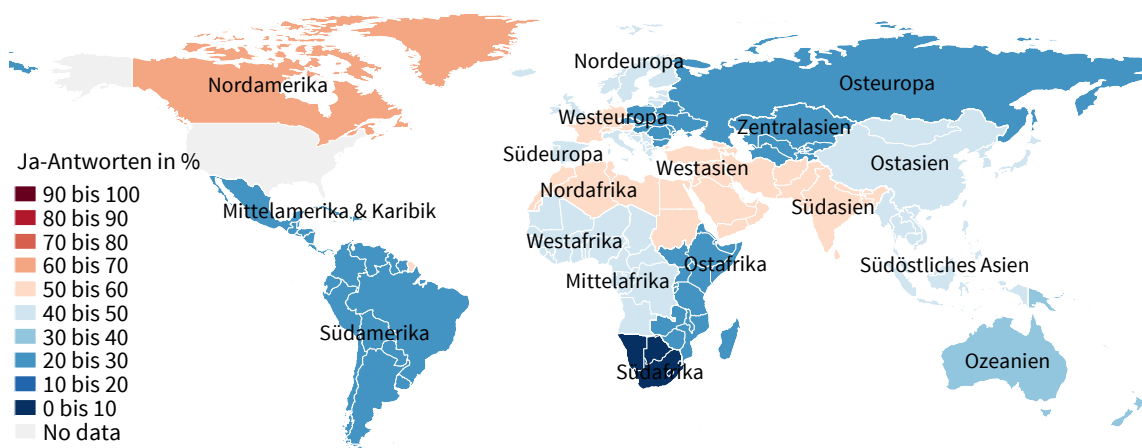 Nordamerika
Nordeuropa
Osteuropa
Westeuropa
Zentralasien
Südeuropa
Westasien
Ostasien
Nordafrika
Südasien
Mittelamerika & Karibik
Westafrika
Ostafrika
Südöstliches Asien
Mittelafrika
Südamerika
Südafrika
Ozeanien
Ja-Antworten in %
90 bis 100
80 bis 90
70 bis 80
60 bis 70
50 bis 60
40 bis 50
30 bis 40
20 bis 30
10 bis 20
0 bis 10
No data